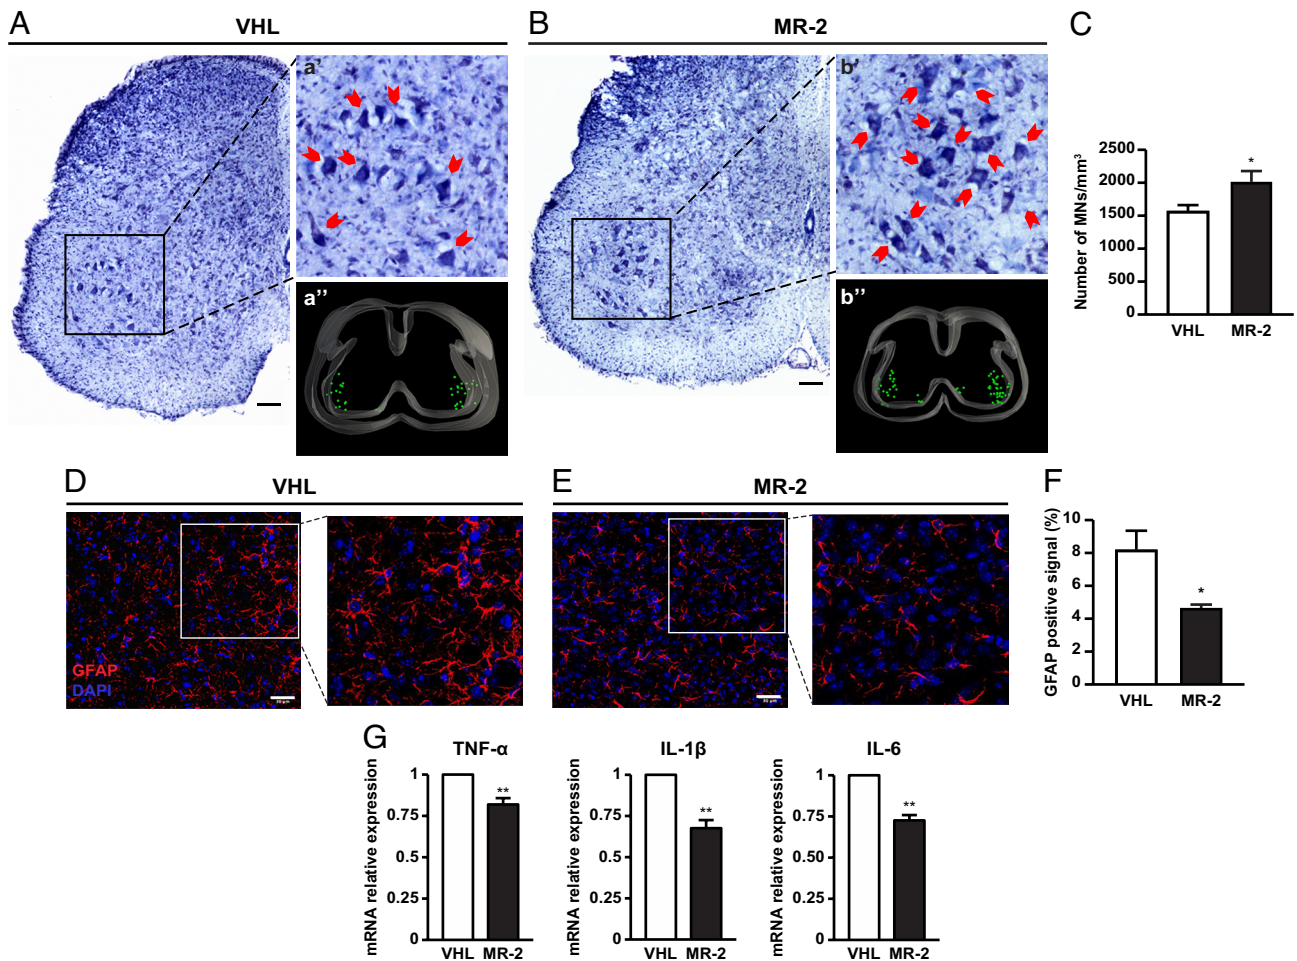 A
VHL
B
MR-2
C
a'
b'
a''
b''
Number of MNs/mm³
2500
2000
1500
1000
500
0
*
VHL MR-2
D
VHL
E
MR-2
F
GFAP
DAPI
GFAP positive signal (%)
10
8
6
4
2
0
*
VHL MR-2
G
TNF-α
mRNA relative expression
1
0.75
0.5
0.25
0
**
VHL MR-2
IL-1β
mRNA relative expression
1
0.75
0.5
0.25
0
**
VHL MR-2
IL-6
mRNA relative expression
1
0.75
0.5
0.25
0
**
VHL MR-2